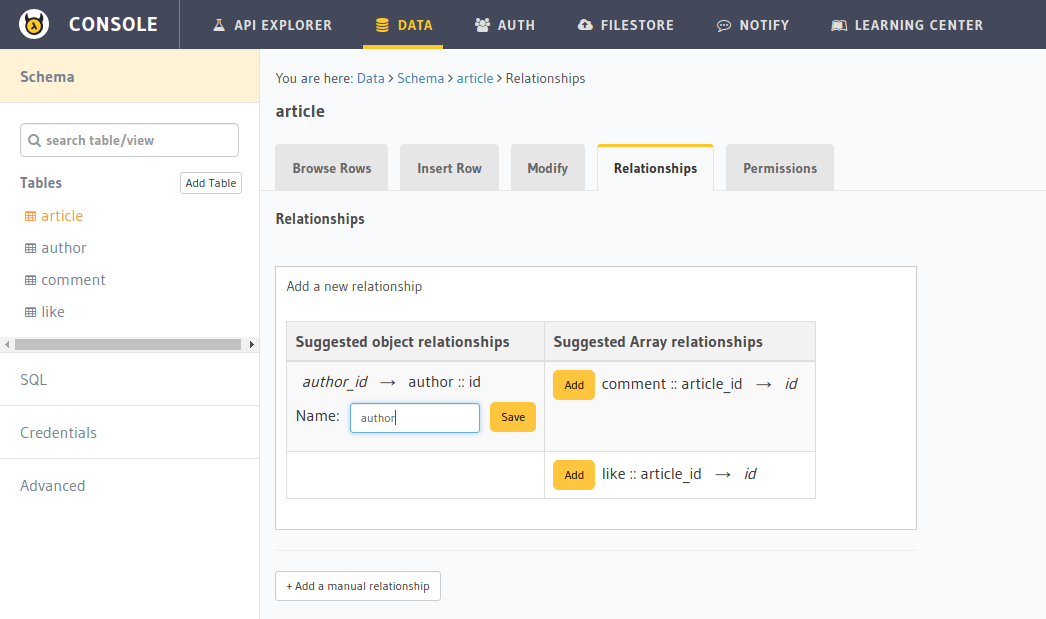 CONSOLE API EXPLORER DATA AUTH FILESTORE NOTIFY LEARNING CENTER
Schema
search table/view
Tables Add Table
article
author
comment
like
SQL
Credentials
Advanced
You are here: Data > Schema > article > Relationships
article
Browse Rows Insert Row Modify Relationships Permissions
Relationships
Add a new relationship
Suggested object relationships Suggested Array relationships
author_id → author :: id Add comment :: article_id → id
Name: author Save
Add like :: article_id → id
+ Add a manual relationship